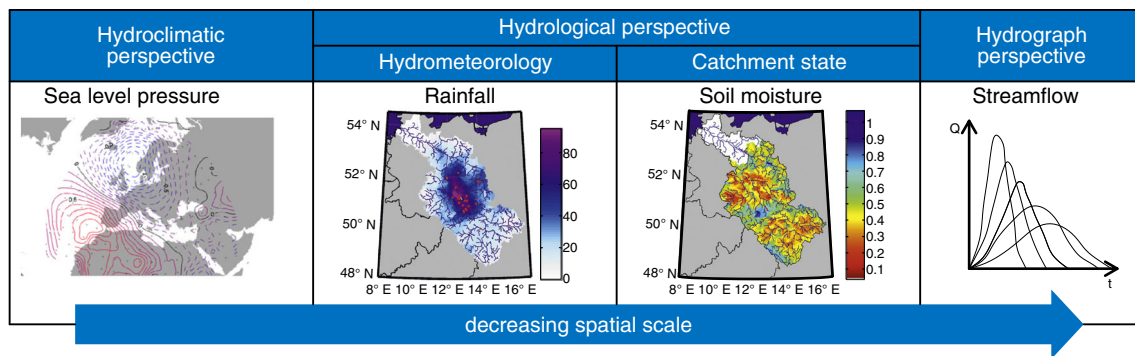 Hydroclimatic
perspective
Hydrological perspective
Hydrometeorology
Catchment state
Hydrograph
perspective
Sea level pressure
Rainfall
54° N
52° N
50° N
48° N
8° E 10° E 12° E 14° E 16° E
80
60
40
20
0
Soil moisture
54° N
52° N
50° N
48° N
8° E 10° E 12° E 14° E 16° E
1
0.9
0.8
0.7
0.6
0.5
0.4
0.3
0.2
0.1
Streamflow
Q
t
decreasing spatial scale